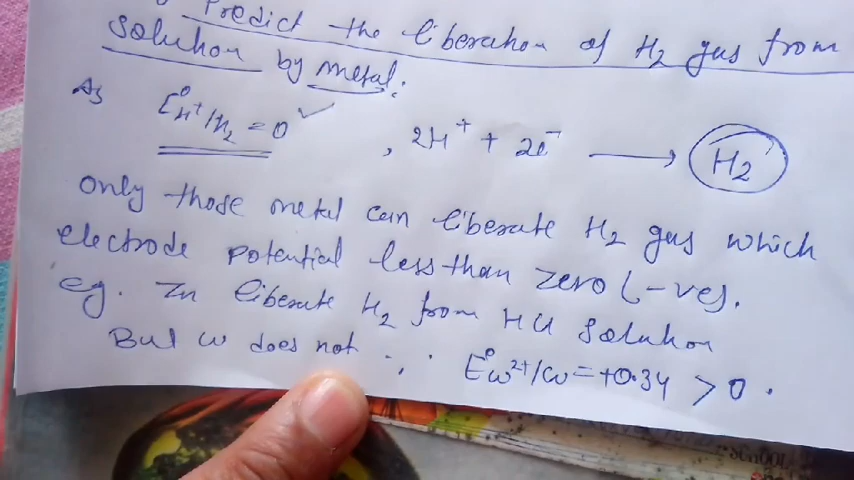 Predict the liberation of H₂ gas from
solution by metal:
As E°H⁺/H₂ = 0 , 2H⁺ + 2e⁻ → H₂
Only those metal can liberate H₂ gas which
electrode potential less than zero (-ve).
eg. Zn liberate H₂ from HCl solution
But Cu does not ∵ E°Cu²⁺/Cu = +0.34 > 0.